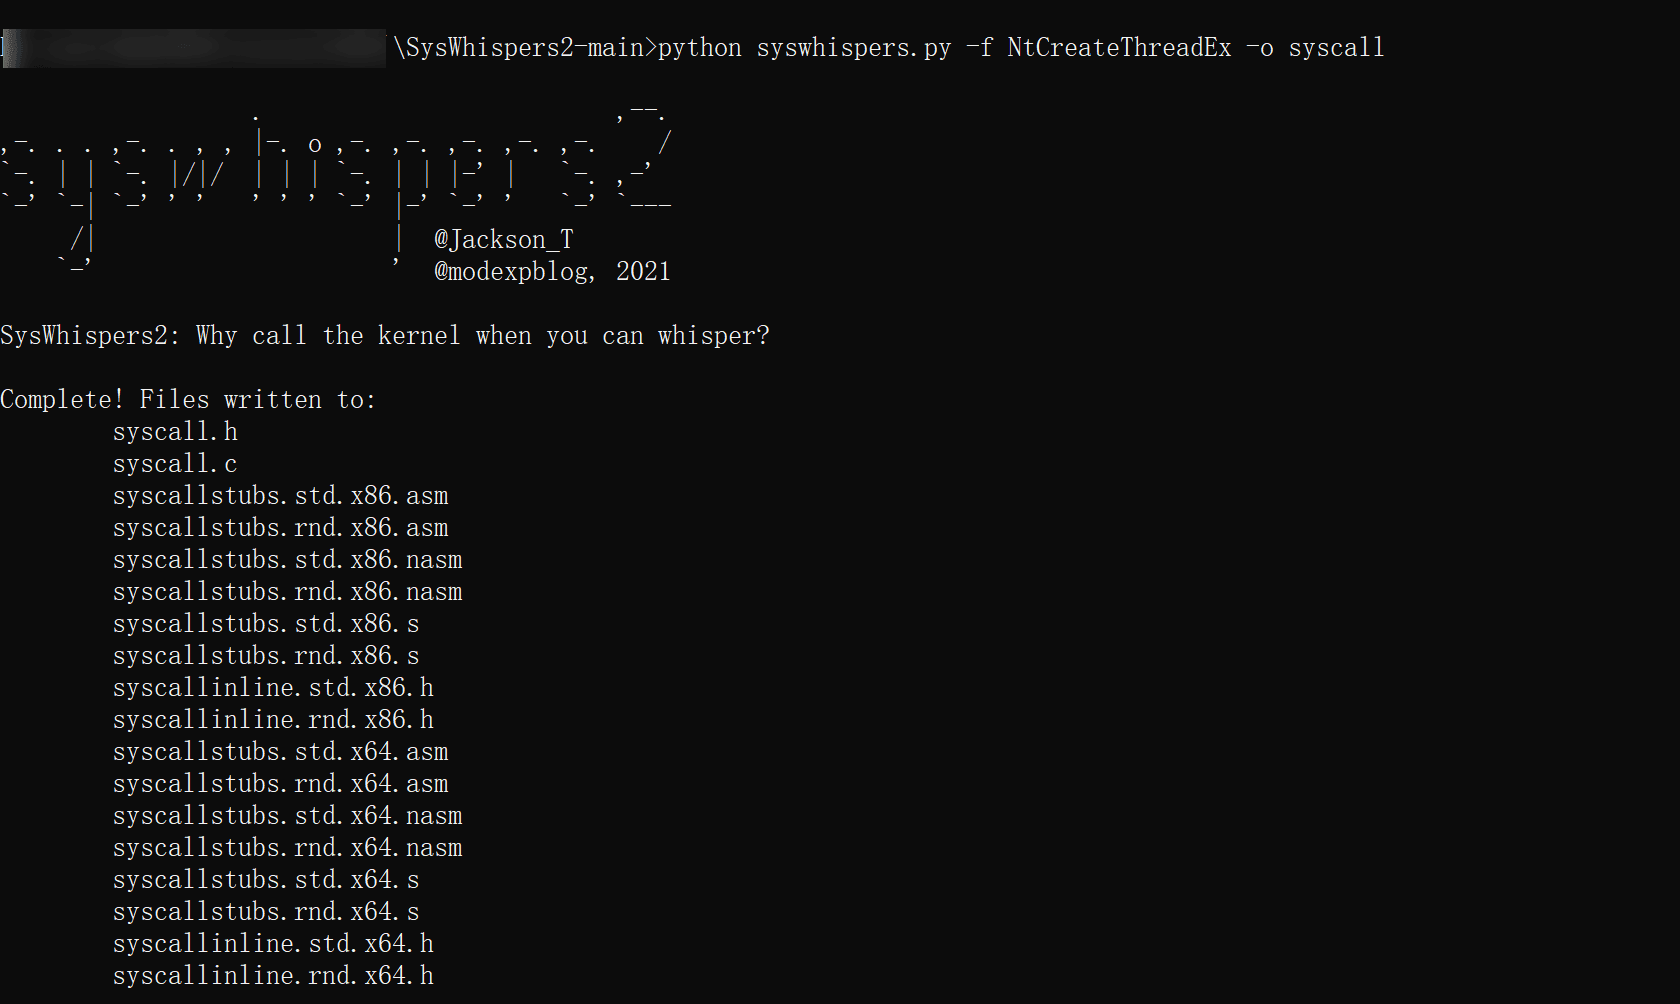 \SysWhispers2-main>python syswhispers.py -f NtCreateThreadEx -o syscall
                  .                         ,--.
,-. . . ,-. . , , |-. o ,-. ,-. ,-. ,-. ,-.    /
`-. | | `-. |/|/  | | | `-. | | |-' |   `-. ,-'
`-' `-| `-' ' '   ' ' ' `-' |-' `-' '   `-' `---
     /|                     |  @Jackson_T
    `-'                     '  @modexpblog, 2021
SysWhispers2: Why call the kernel when you can whisper?
Complete! Files written to:
syscall.h
syscall.c
syscallstubs.std.x86.asm
syscallstubs.rnd.x86.asm
syscallstubs.std.x86.nasm
syscallstubs.rnd.x86.nasm
syscallstubs.std.x86.s
syscallstubs.rnd.x86.s
syscallinline.std.x86.h
syscallinline.rnd.x86.h
syscallstubs.std.x64.asm
syscallstubs.rnd.x64.asm
syscallstubs.std.x64.nasm
syscallstubs.rnd.x64.nasm
syscallstubs.std.x64.s
syscallstubs.rnd.x64.s
syscallinline.std.x64.h
syscallinline.rnd.x64.h